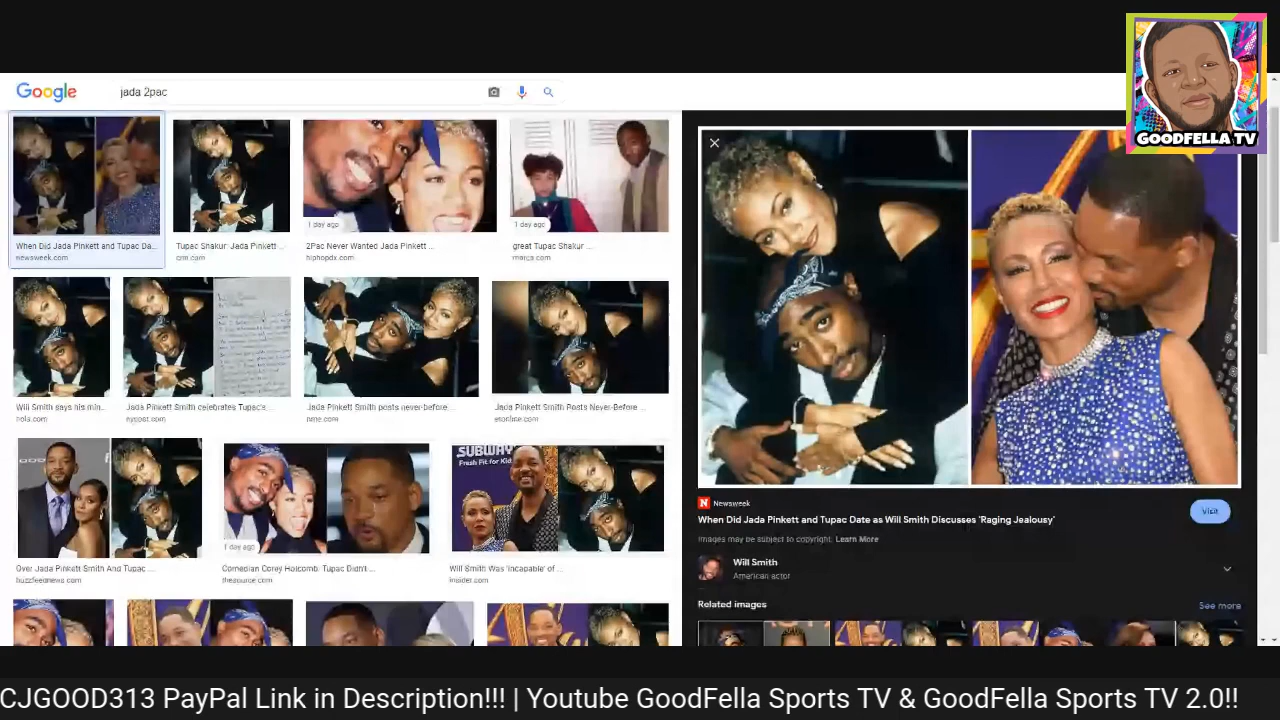 GOODFELLA TV
Google
jada 2pac
When Did Jada Pinkett and Tupac Da...
newsweek.com
Tupac Shakur: Jada Pinkett ...
1 day ago
2Pac Never Wanted Jada Pinkett ...
hiphopdx.com
1 day ago
great Tupac Shakur ...
marca.com
Will Smith says his min...
nola.com
Jada Pinkett Smith celebrates Tupac's...
nypost.com
Jada Pinkett Smith posts never-before...
nme.com
Jada Pinkett Smith Posts Never-Before ...
etonline.com
Over Jada Pinkett Smith And Tupac ...
buzzfeednews.com
1 day ago
Comedian Corey Holcomb: Tupac Didn't ...
thesource.com
SUBWAY
Fresh Fit for Kid
Will Smith Was 'Incapable' of ...
insider.com
N Newsweek
When Did Jada Pinkett and Tupac Date as Will Smith Discusses 'Raging Jealousy'
Visit
Images may be subject to copyright. Learn More
Will Smith
American actor
Related images
See more
CJGOOD313 PayPal Link in Description!!! | Youtube GoodFella Sports TV & GoodFella Sports TV 2.0!!